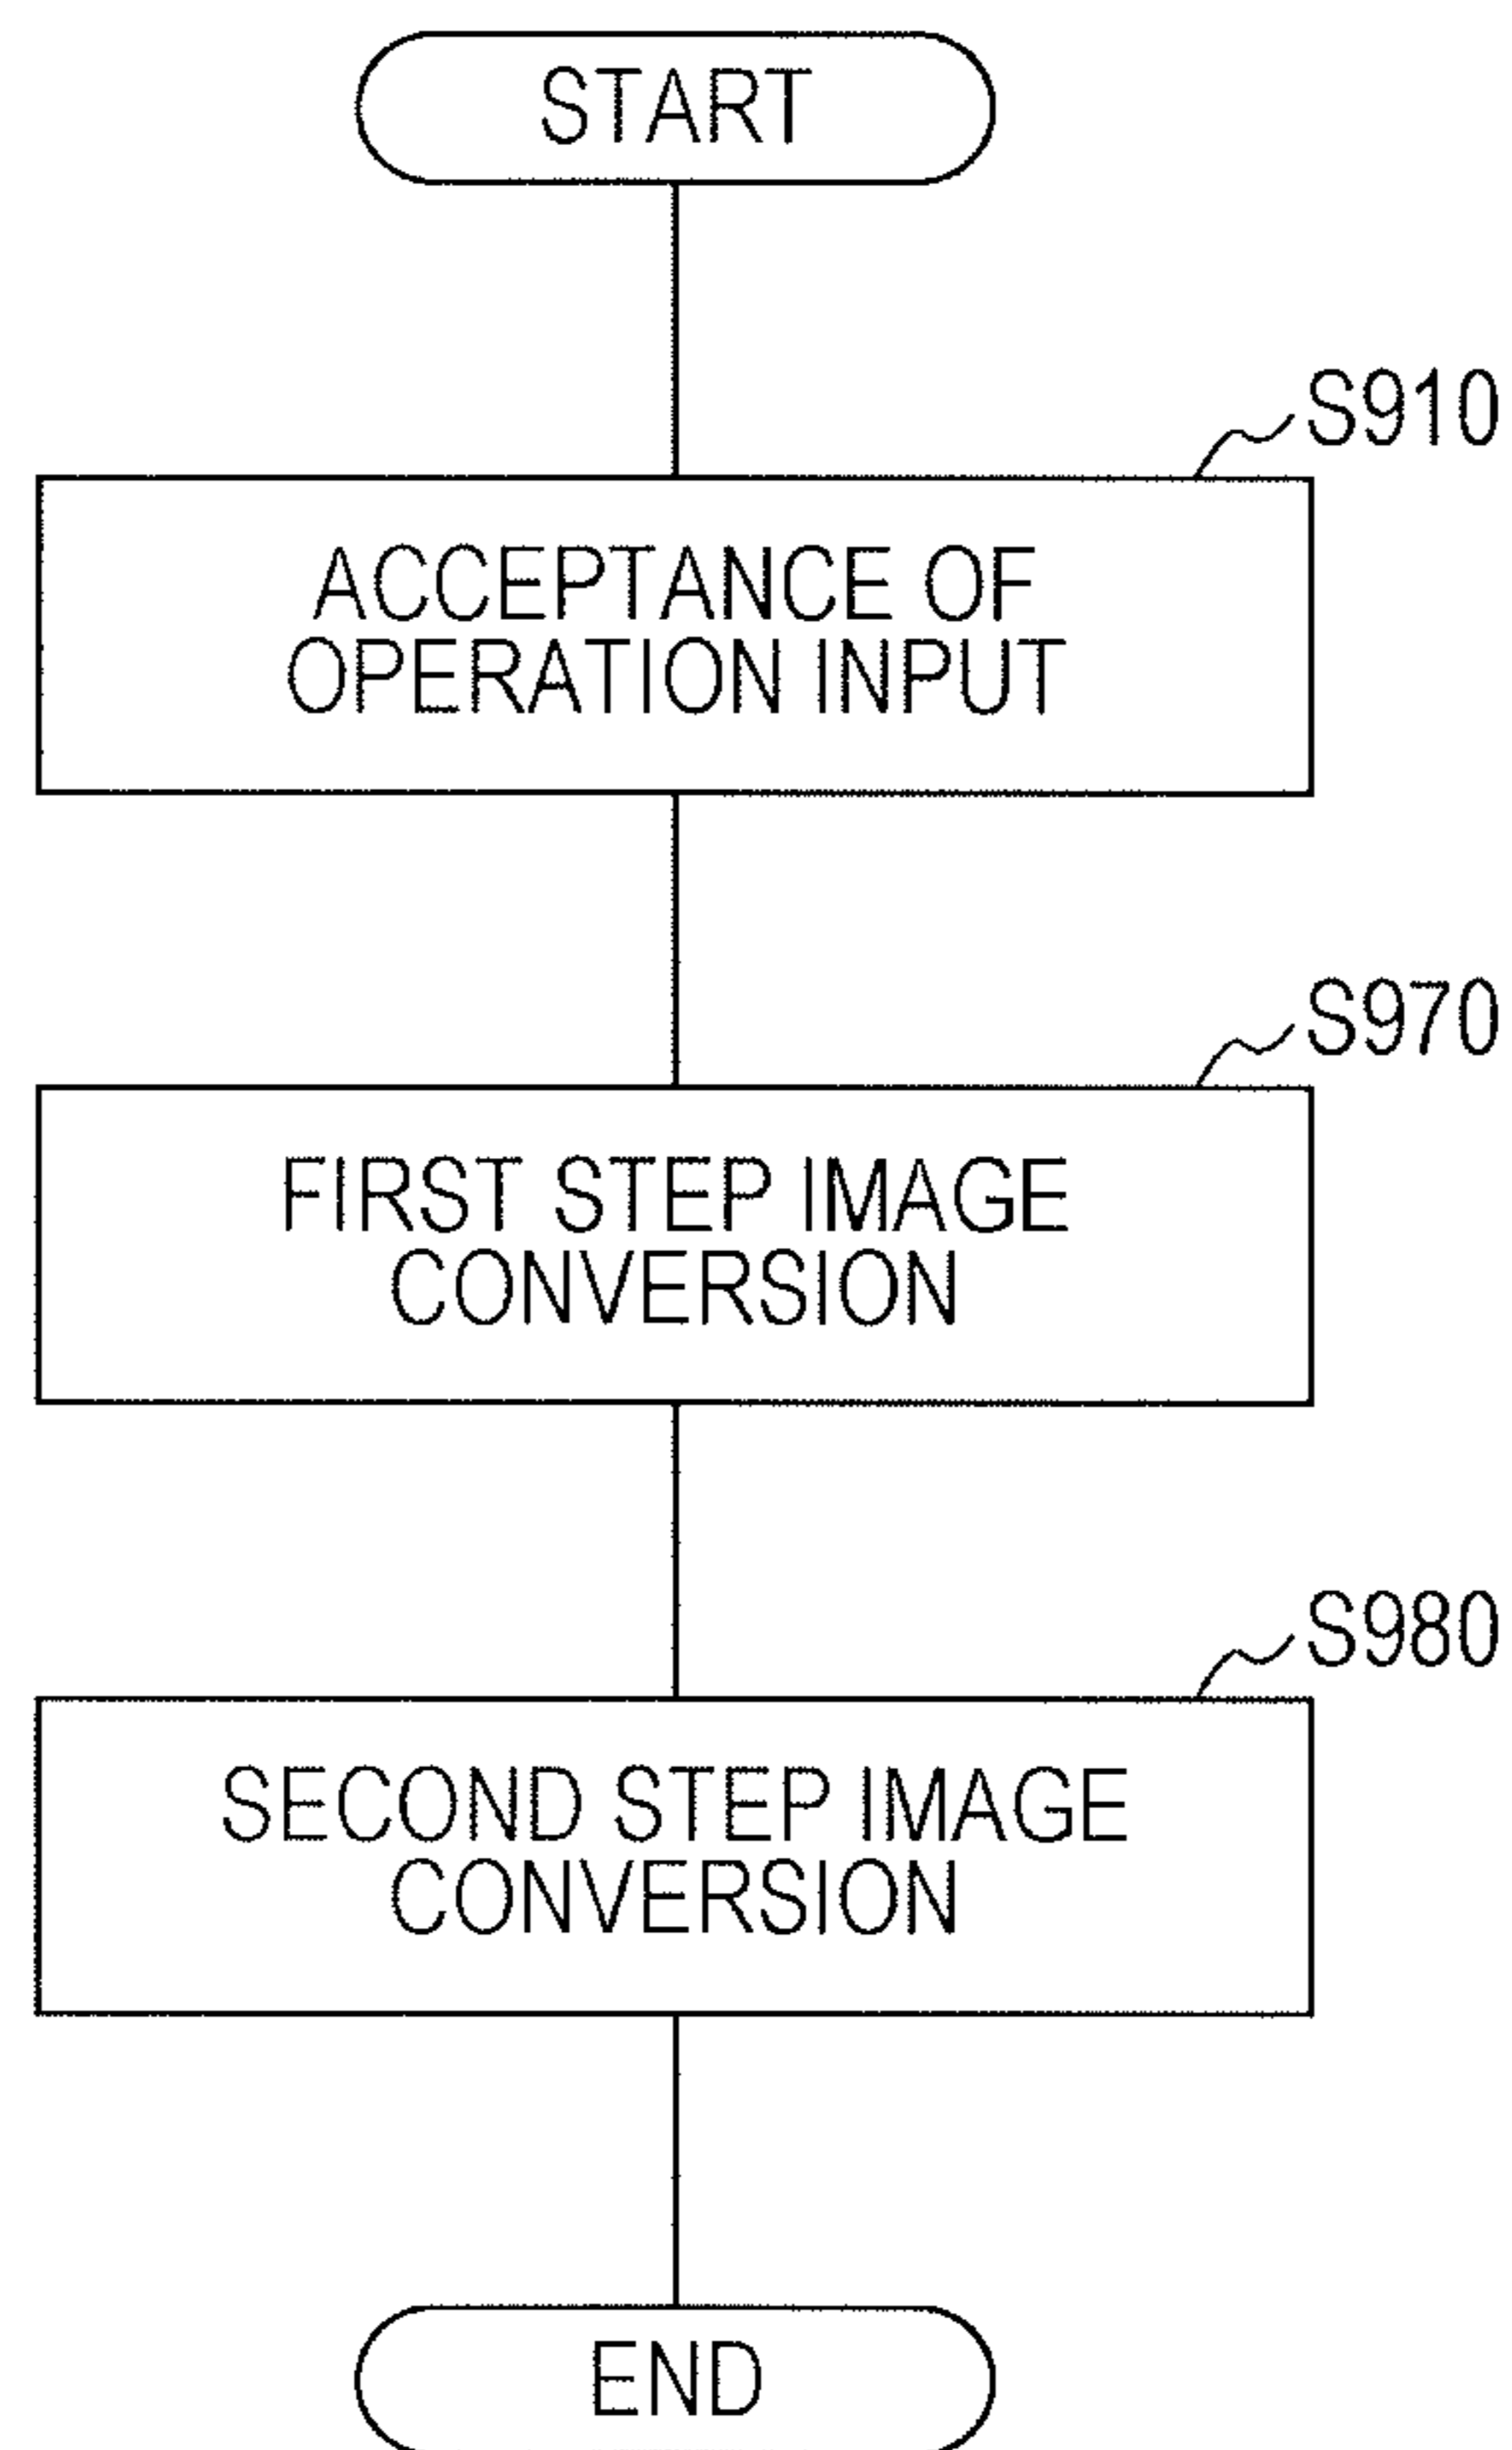 START
S910
ACCEPTANCE OF
OPERATION INPUT
S970
FIRST STEP IMAGE
CONVERSION
S980
SECOND STEP IMAGE
CONVERSION
END